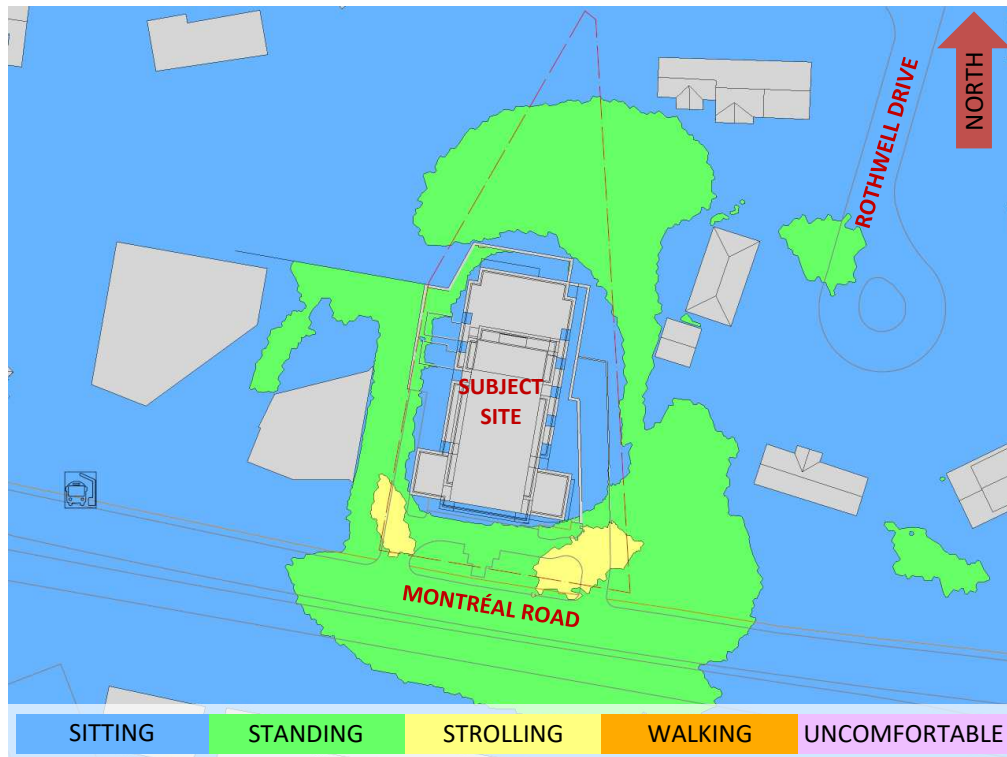 ROTHWELL DRIVE
NORTH
SUBJECT
SITE
MONTRÉAL ROAD
SITTING
STANDING
STROLLING
WALKING
UNCOMFORTABLE